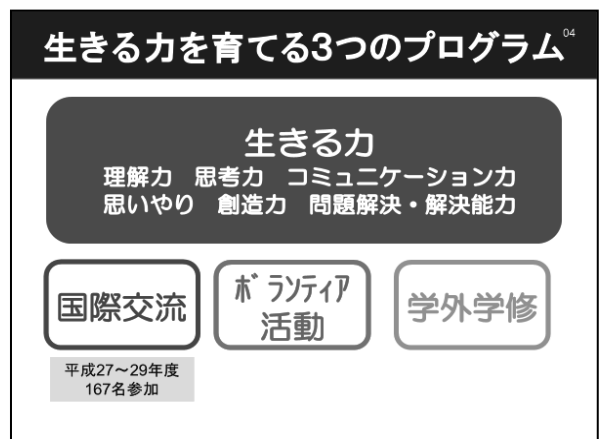 生きる力を育てる3つのプログラム
04
生きる力
理解力 思考力 コミュニケーション力
思いやり 創造力 問題解決・解決能力
国際交流
ボランティア
活動
学外学修
平成27〜29年度
167名参加